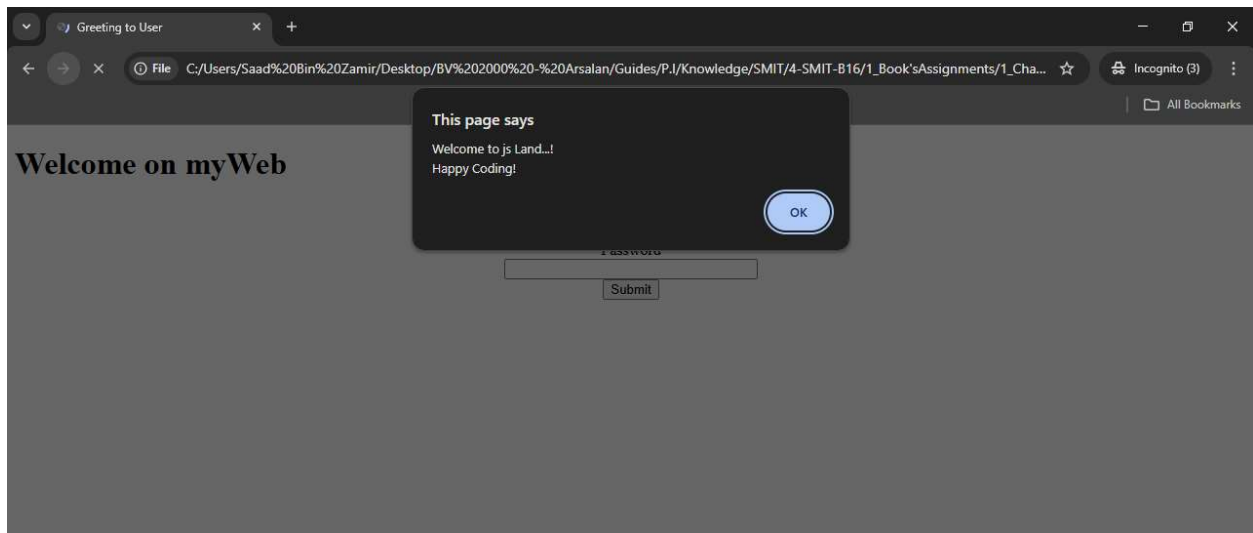 Greeting to User
File C:/Users/Saad%20Bin%20Zamir/Desktop/BV%202000%20-%20Arsalan/Guides/P.I/Knowledge/SMIT/4-SMIT-B16/1_Book'sAssignments/1_Cha... Incognito (3)
All Bookmarks
This page says
Welcome to js Land...!
Happy Coding!
OK
Welcome on myWeb
Password
Submit